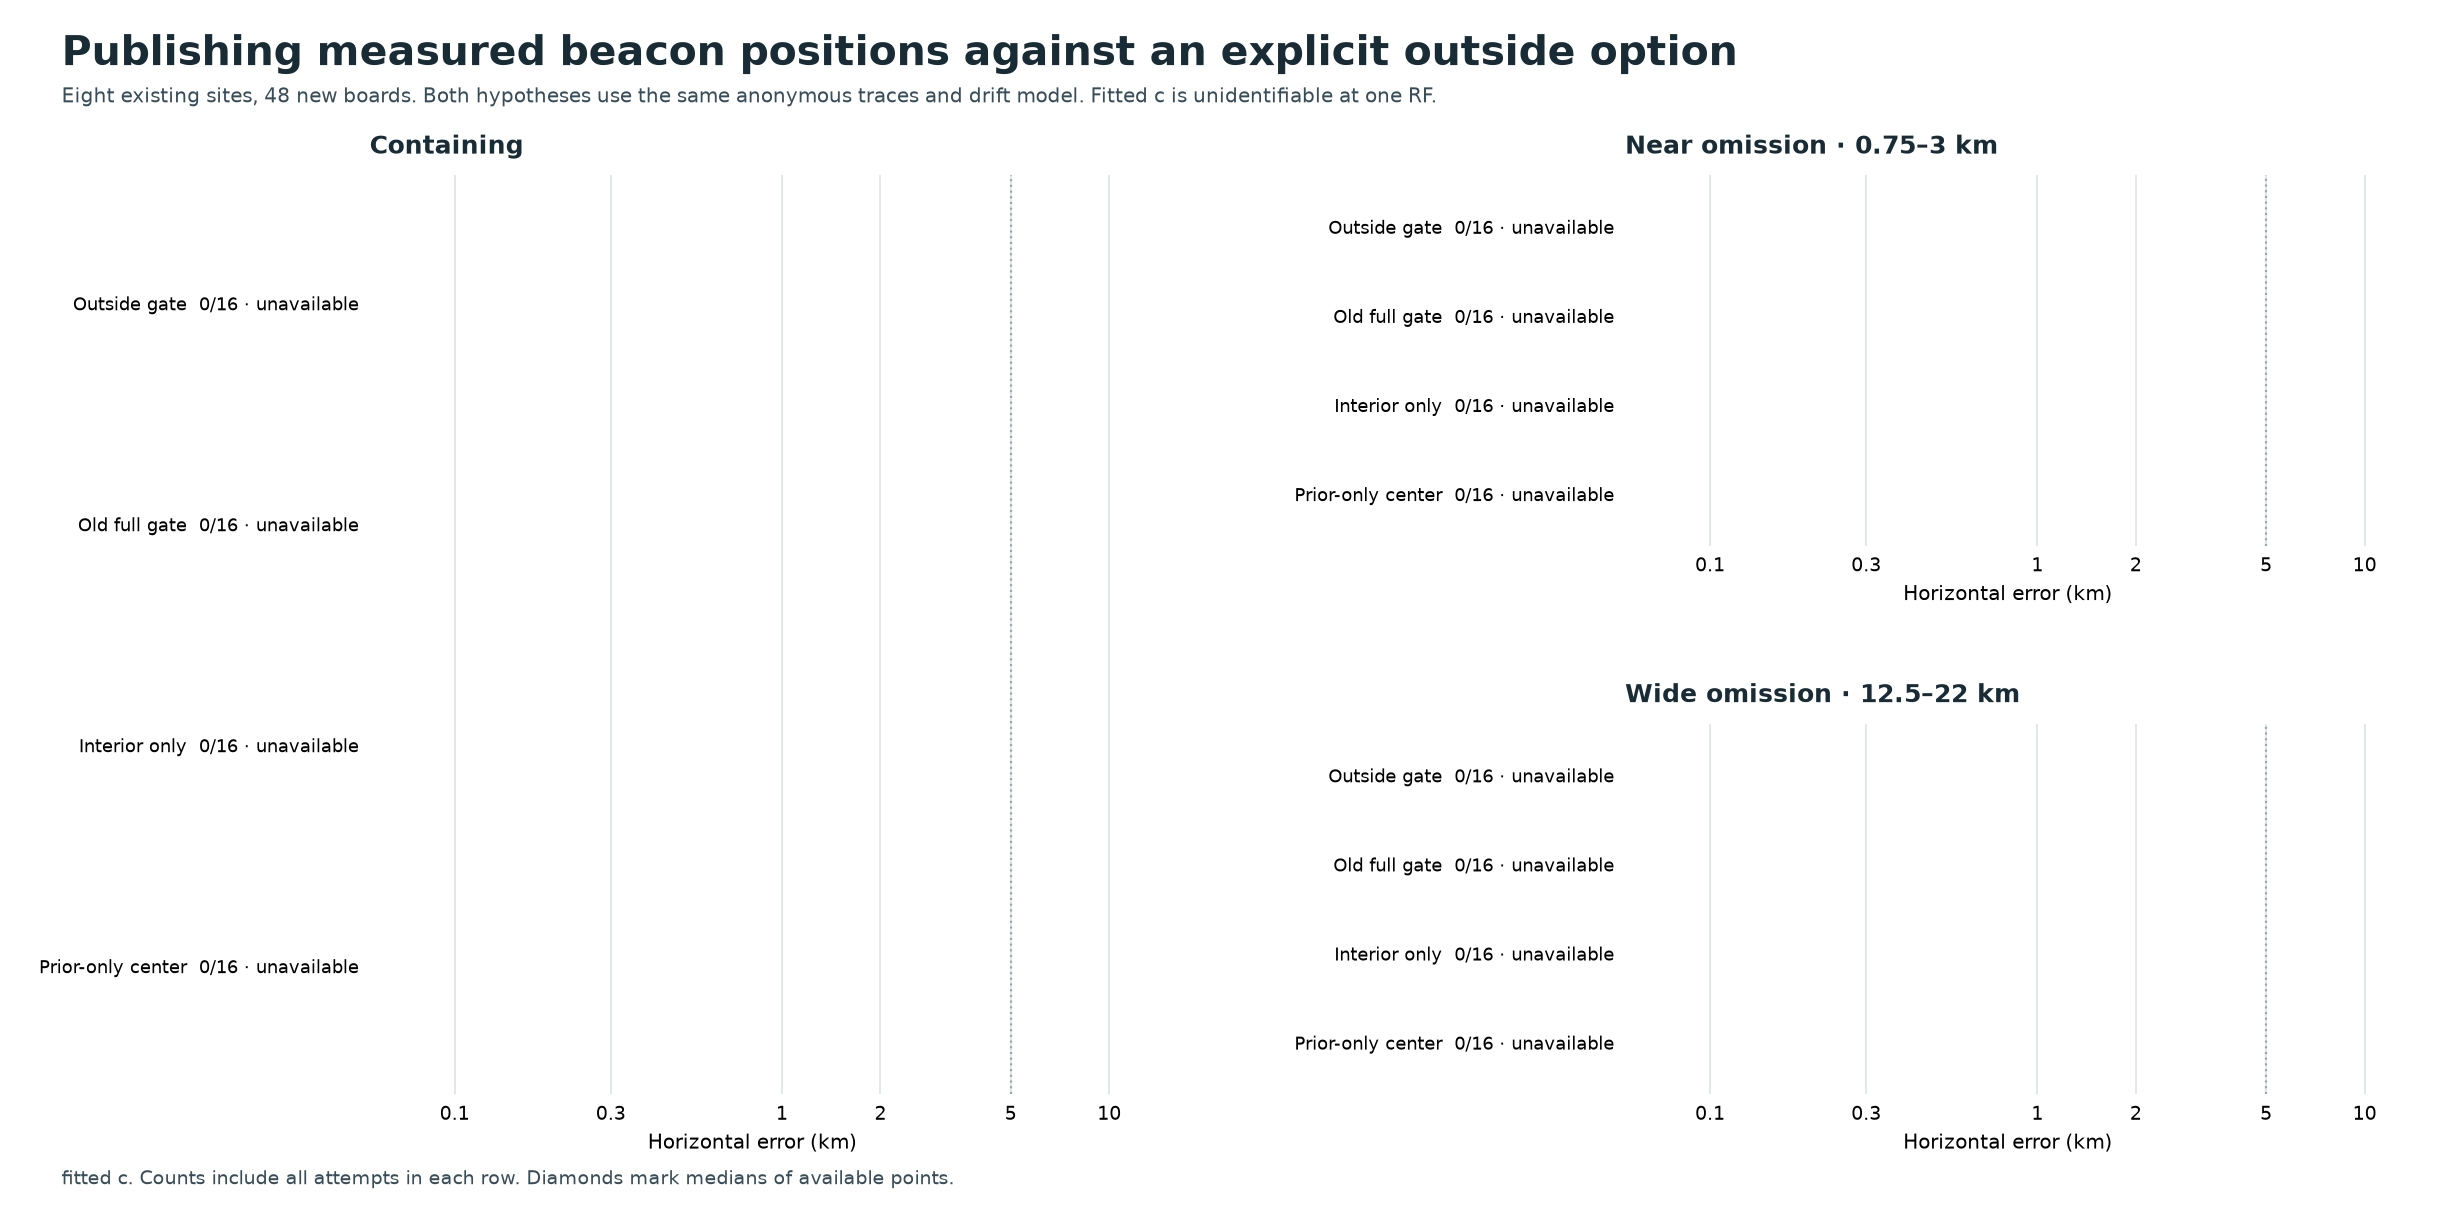 Publishing measured beacon positions against an explicit outside option
Eight existing sites, 48 new boards. Both hypotheses use the same anonymous traces and drift model. Fitted c is unidentifiable at one RF.
Containing
Outside gate  0/16 · unavailable
Old full gate  0/16 · unavailable
Interior only  0/16 · unavailable
Prior-only center  0/16 · unavailable
0.1 0.3 1 2 5 10
Horizontal error (km)
Near omission · 0.75–3 km
Outside gate  0/16 · unavailable
Old full gate  0/16 · unavailable
Interior only  0/16 · unavailable
Prior-only center  0/16 · unavailable
0.1 0.3 1 2 5 10
Horizontal error (km)
Wide omission · 12.5–22 km
Outside gate  0/16 · unavailable
Old full gate  0/16 · unavailable
Interior only  0/16 · unavailable
Prior-only center  0/16 · unavailable
0.1 0.3 1 2 5 10
Horizontal error (km)
fitted c. Counts include all attempts in each row. Diamonds mark medians of available points.